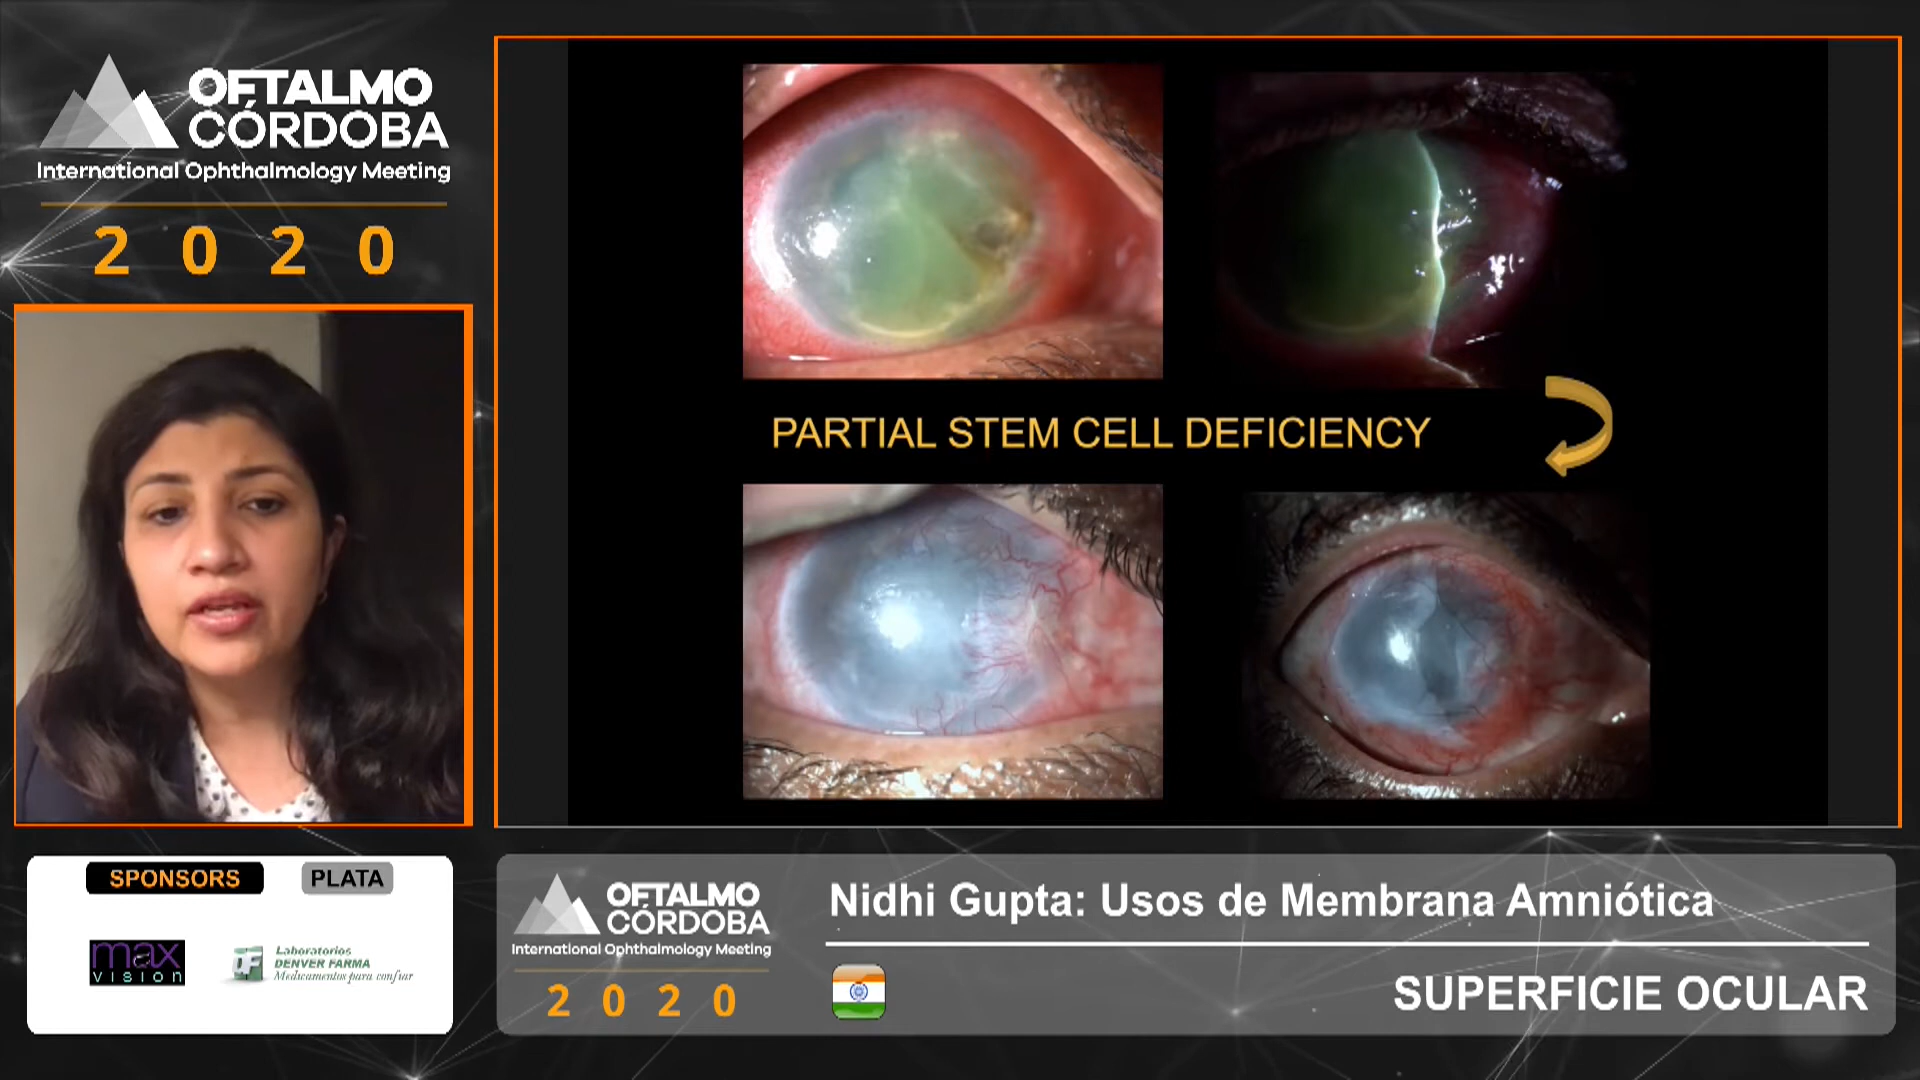 OFTALMO
CÓRDOBA
International Ophthalmology Meeting
2 0 2 0
PARTIAL STEM CELL DEFICIENCY
SPONSORS
PLATA
max
vision
DF
Laboratorios
DENVER FARMA
Medicamentos para confiar
OFTALMO
CÓRDOBA
International Ophthalmology Meeting
2 0 2 0
Nidhi Gupta: Usos de Membrana Amniótica
SUPERFICIE OCULAR